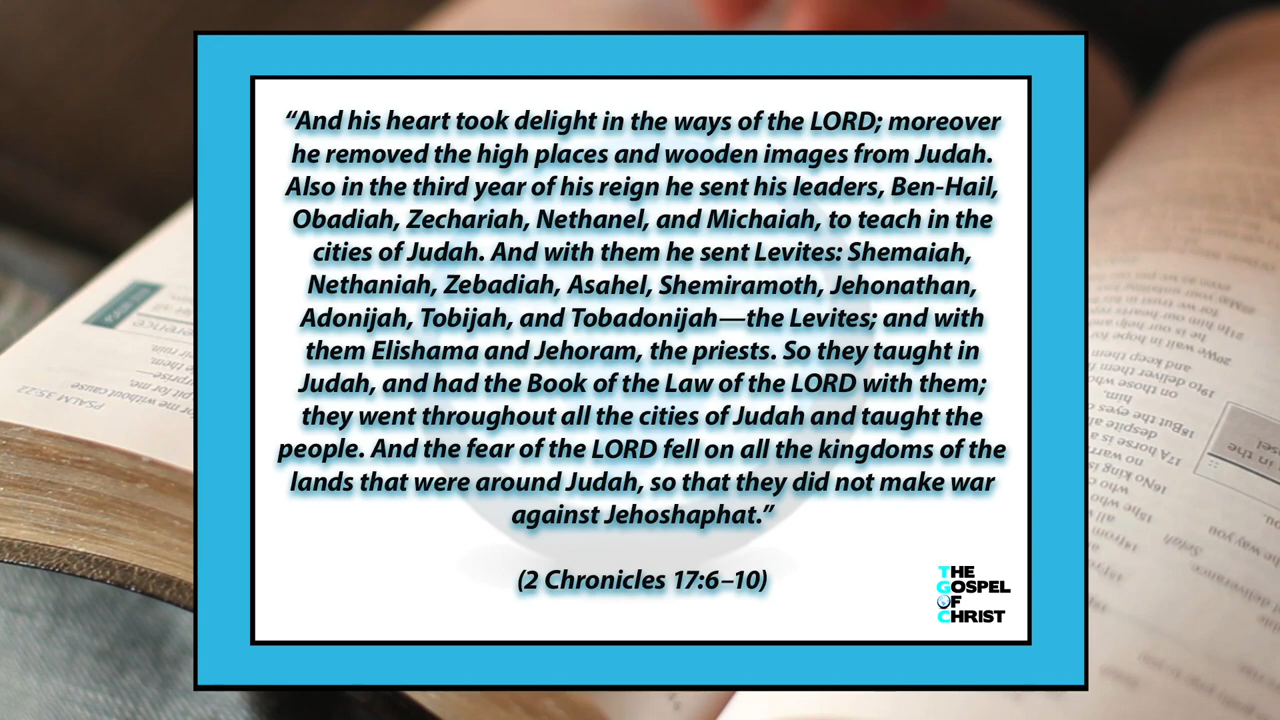 “And his heart took delight in the ways of the LORD; moreover
he removed the high places and wooden images from Judah.
Also in the third year of his reign he sent his leaders, Ben-Hail,
Obadiah, Zechariah, Nethanel, and Michaiah, to teach in the
cities of Judah. And with them he sent Levites: Shemaiah,
Nethaniah, Zebadiah, Asahel, Shemiramoth, Jehonathan,
Adonijah, Tobijah, and Tobadonijah—the Levites; and with
them Elishama and Jehoram, the priests. So they taught in
Judah, and had the Book of the Law of the LORD with them;
they went throughout all the cities of Judah and taught the
people. And the fear of the LORD fell on all the kingdoms of the
lands that were around Judah, so that they did not make war
against Jehoshaphat.”
(2 Chronicles 17:6–10)
THE
GOSPEL
OF
CHRIST
PSALM 35:22